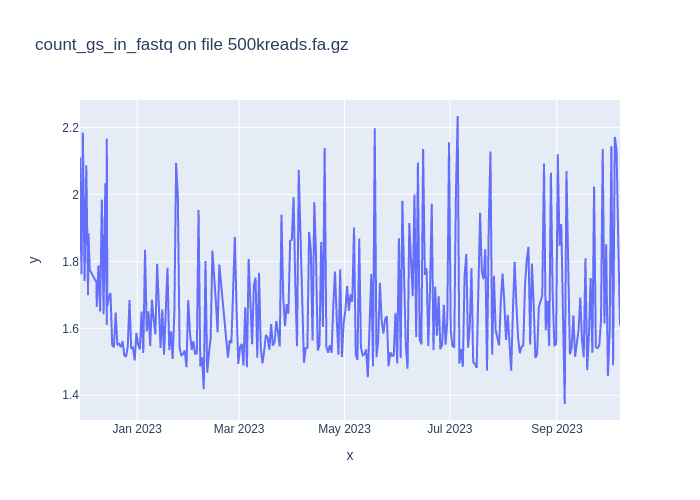 count_gs_in_fastq on file 500kreads.fa.gz
2.2
2
1.8
1.6
1.4
y
Jan 2023
Mar 2023
May 2023
Jul 2023
Sep 2023
x